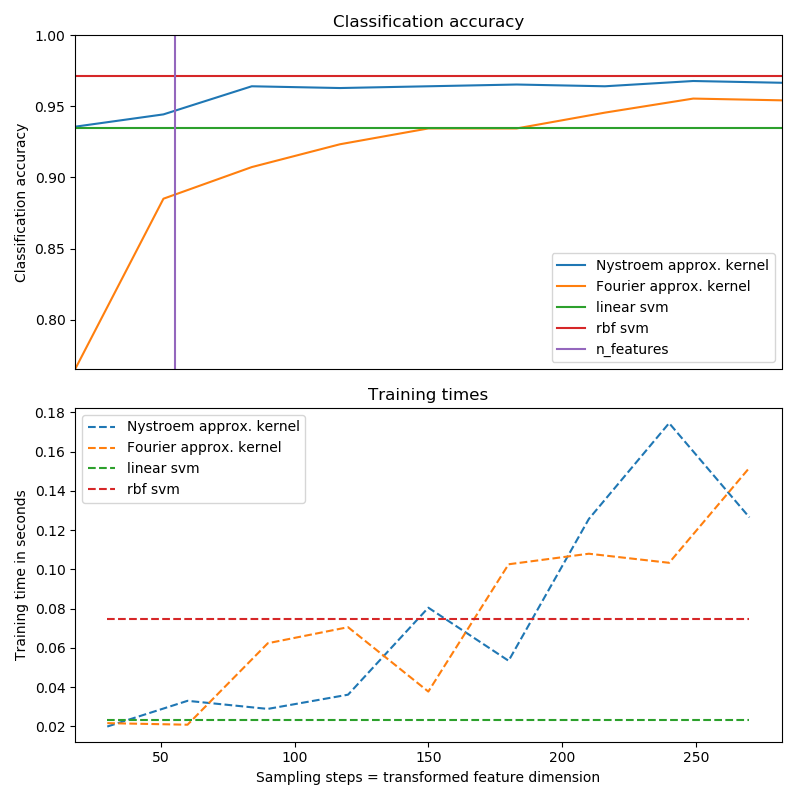 Classification accuracy
Classification accuracy
1.00
0.95
0.90
0.85
0.80
Nystroem approx. kernel
Fourier approx. kernel
linear svm
rbf svm
n_features
Training times
Training time in seconds
0.18
0.16
0.14
0.12
0.10
0.08
0.06
0.04
0.02
Nystroem approx. kernel
Fourier approx. kernel
linear svm
rbf svm
50 100 150 200 250
Sampling steps = transformed feature dimension